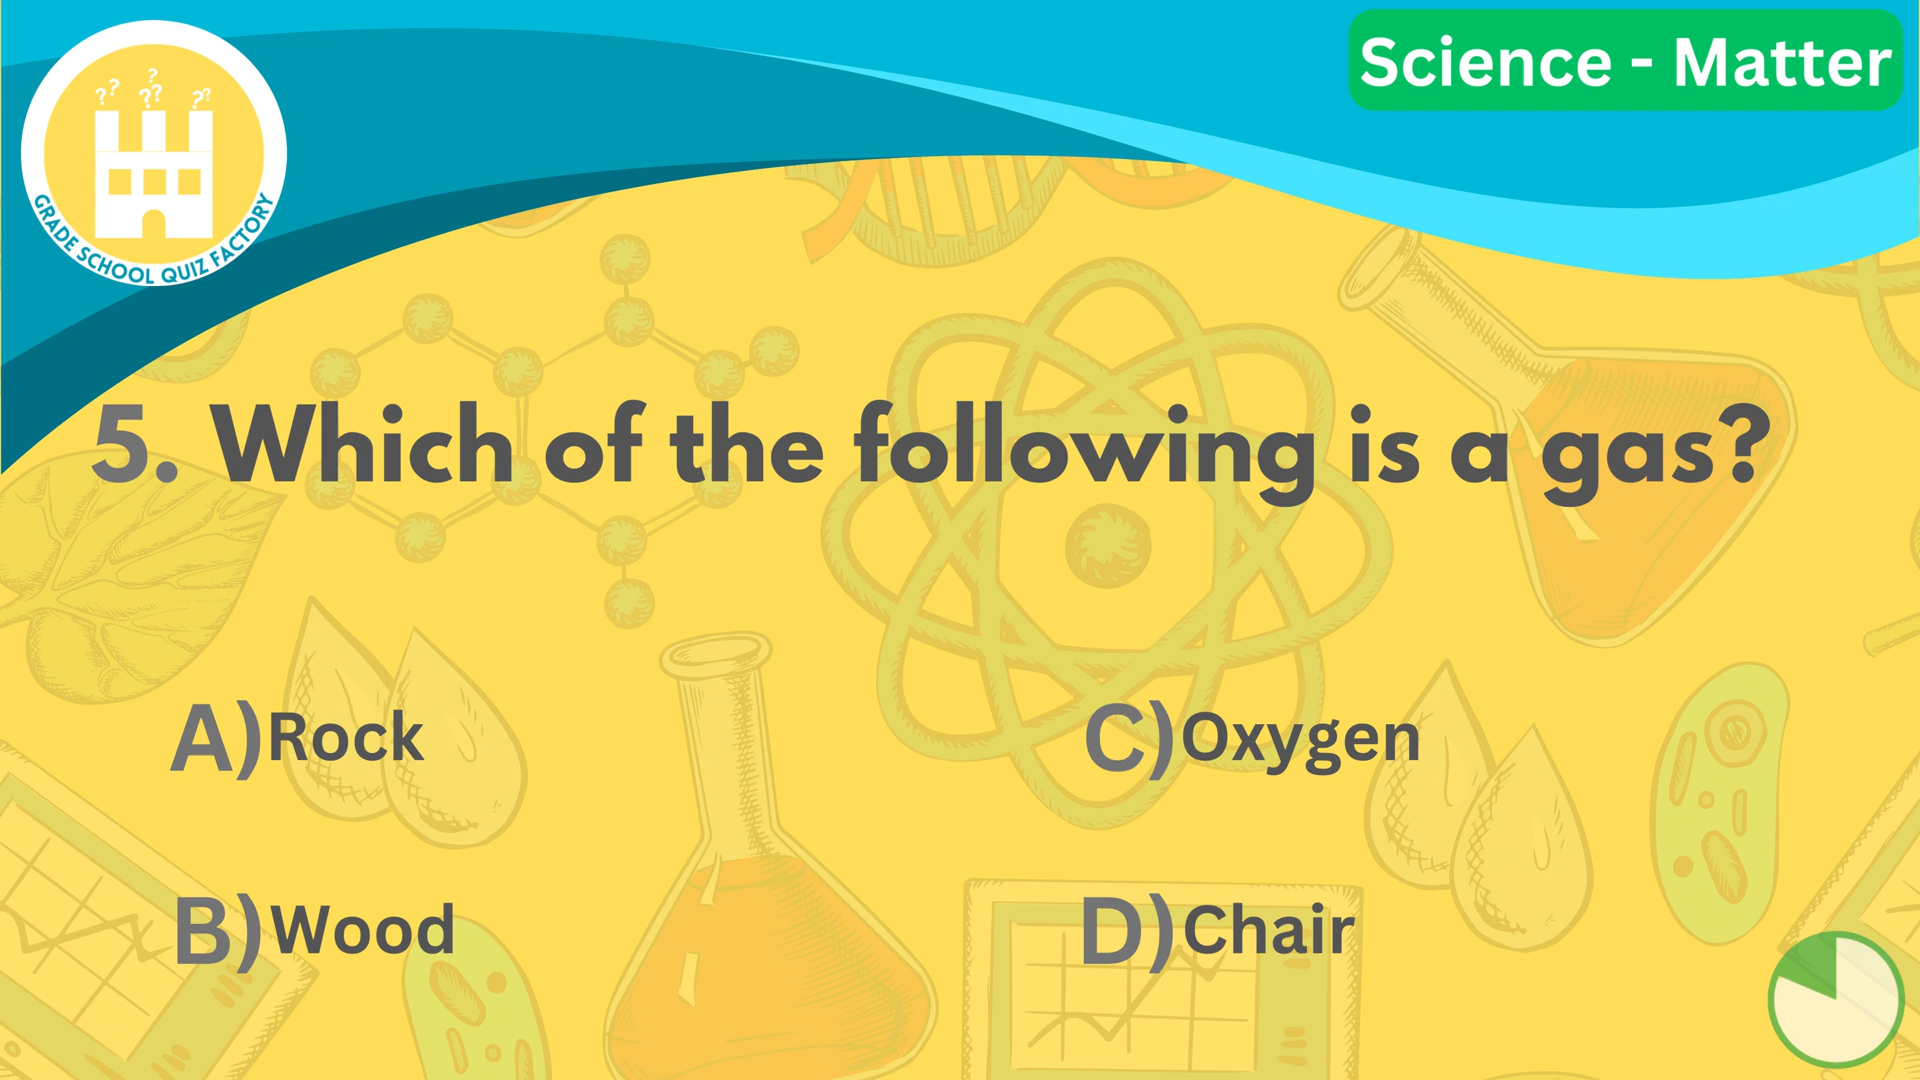 ? ? ? ? ? ? ?
GRADE SCHOOL QUIZ FACTORY
Science - Matter
5. Which of the following is a gas?
A) Rock
B) Wood
C) Oxygen
D) Chair